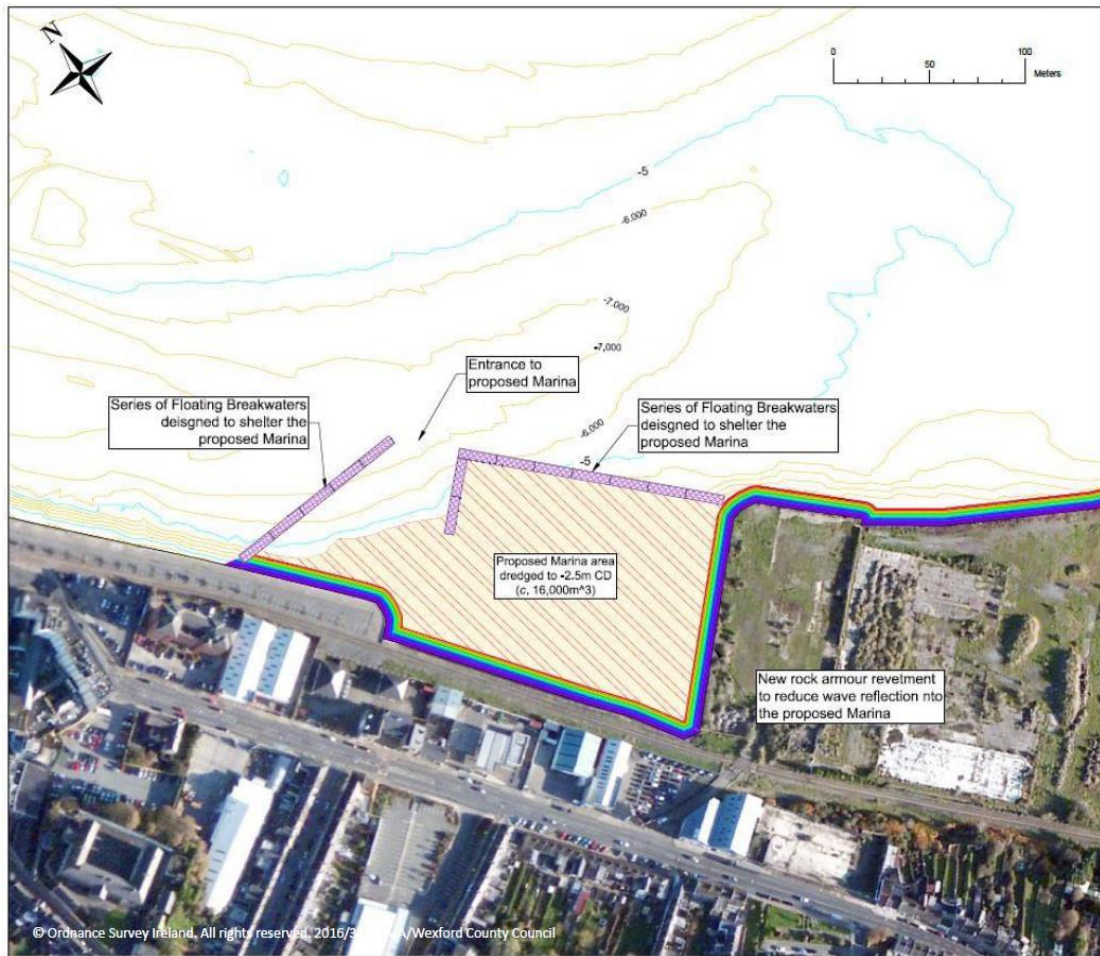 N
0
50
100
Meters
-5
-6.000
-7.000
-7,000
Entrance to
proposed Marina
Series of Floating Breakwaters
deisgned to shelter the
proposed Marina
Series of Floating Breakwaters
deisgned to shelter the
proposed Marina
-6.000
-5
Proposed Marina area
dredged to -2.5m CD
(c, 16,000m^3)
New rock armour revetment
to reduce wave reflection nto
the proposed Marina
© Ordnance Survey Ireland. All rights reserved. 2016/3 /Wexford County Council